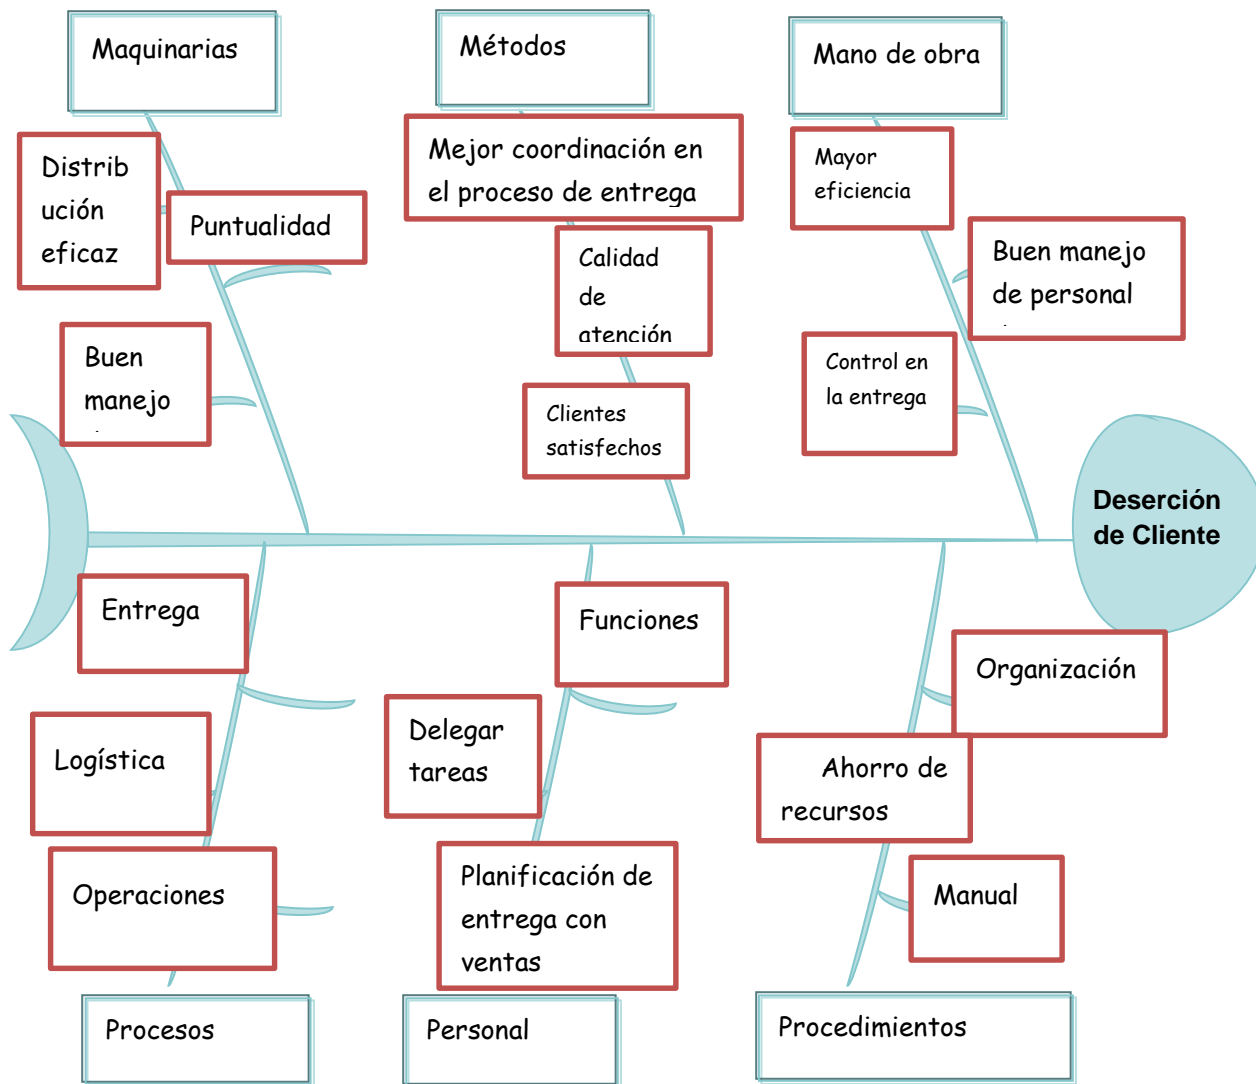 Maquinarias
Métodos
Mano de obra
Distrib
ución
eficaz
Puntualidad
Buen
manejo
Mejor coordinación en
el proceso de entrega
Calidad
de
atención
Clientes
satisfechos
Mayor
eficiencia
Buen manejo
de personal
Control en
la entrega
Deserción
de Cliente
Entrega
Logística
Operaciones
Funciones
Delegar
tareas
Planificación de
entrega con
ventas
Organización
Ahorro de
recursos
Manual
Procesos
Personal
Procedimientos